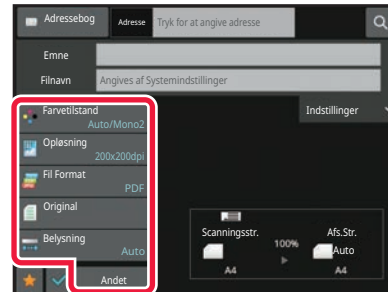 Adressebog Adresse Tryk for at angive adresse
Emne
Filnavn Angives af Systemindstillinger
Indstillinger
Farvetilstand
Auto/Mono2
Opløsning
200x200dpi
Fil Format
PDF
Original
Belysning
Auto
Andet
Scanningsstr. 100% Afs.Str.
Auto
A4 A4